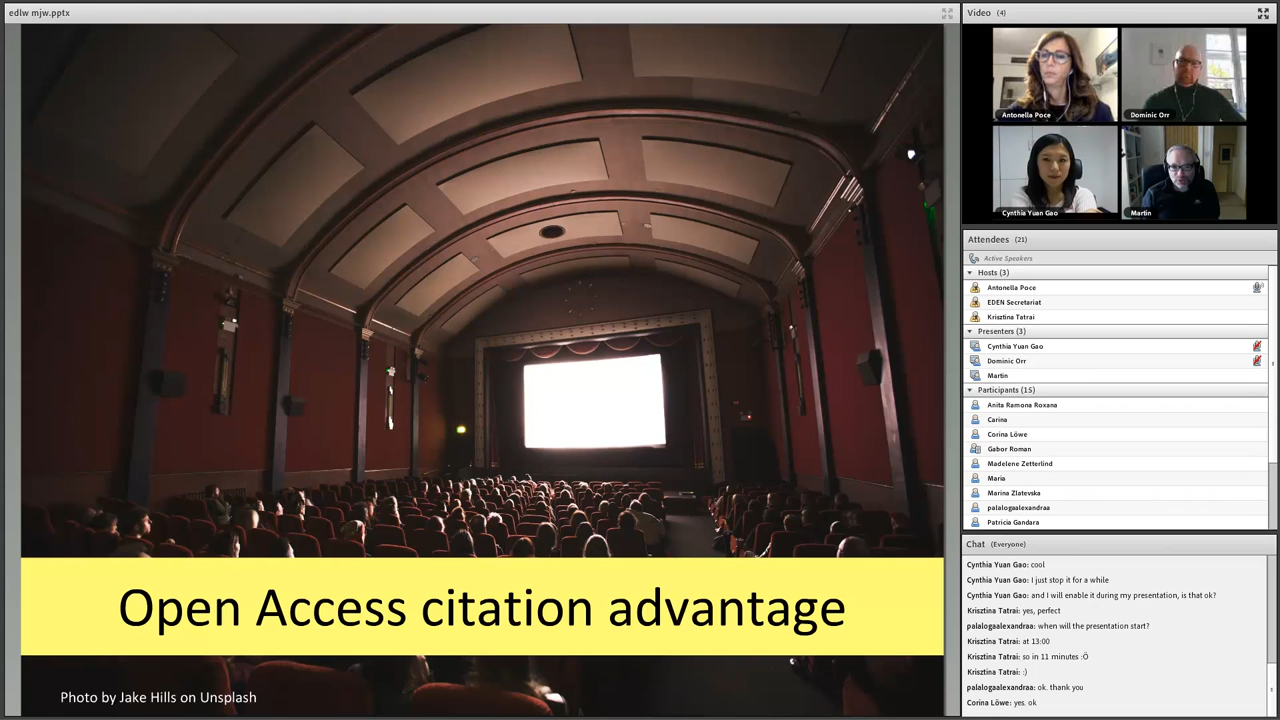 edlw mjw.pptx
Open Access citation advantage
Photo by Jake Hills on Unsplash
Video (4)
Antonella Poce
Dominic Orr
Cynthia Yuan Gao
Martin
Attendees (21)
Active Speakers
Hosts (3)
Antonella Poce
EDEN Secretariat
Krisztina Tatrai
Presenters (3)
Cynthia Yuan Gao
Dominic Orr
Martin
Participants (15)
Anita Ramona Roxana
Carina
Corina Löwe
Gabor Roman
Madelene Zetterlind
Maria
Marina Zlatevska
palalogaalexandraa
Patricia Gandara
Chat (Everyone)
Cynthia Yuan Gao: cool
Cynthia Yuan Gao: I just stop it for a while
Cynthia Yuan Gao: and I will enable it during my presentation, is that ok?
Krisztina Tatrai: yes, perfect
palalogaalexandraa: when will the presentation start?
Krisztina Tatrai: at 13:00
Krisztina Tatrai: so in 11 minutes :Ö
Krisztina Tatrai: :)
palalogaalexandraa: ok. thank you
Corina Löwe: yes. ok